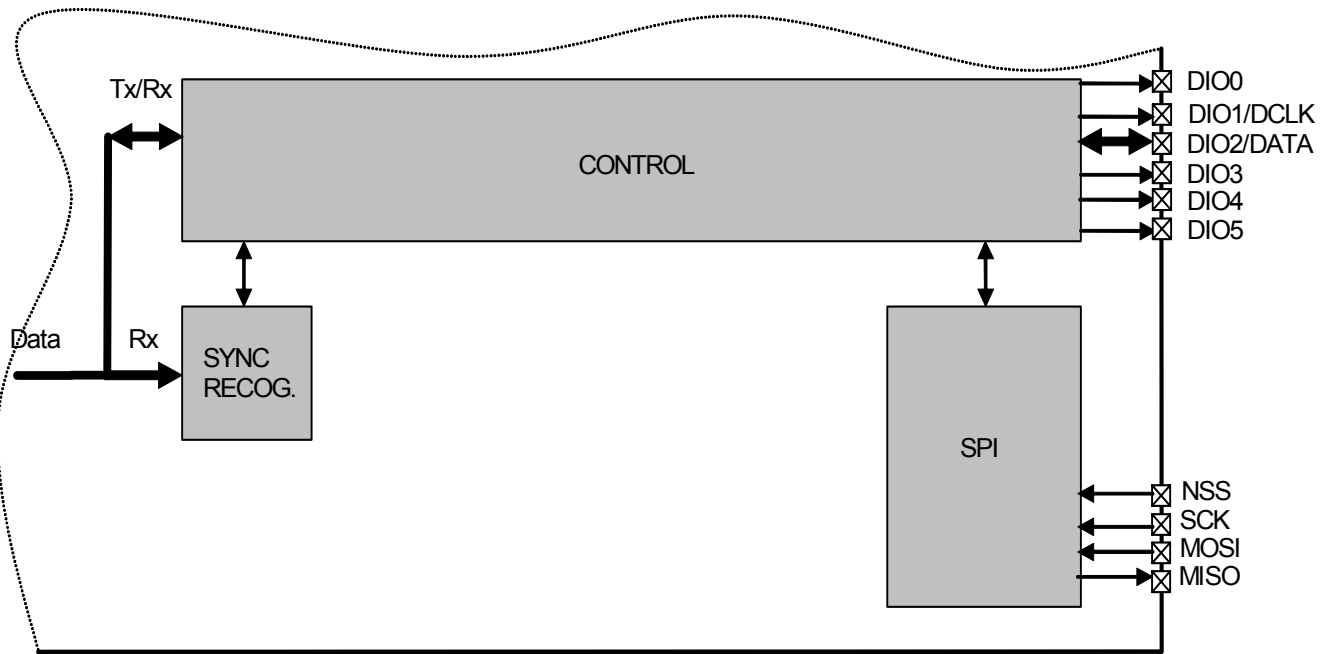 Tx/Rx
DIO0
DIO1/DCLK
DIO2/DATA
CONTROL
DIO3
DIO4
DIO5
Data
Rx
SYNC
RECOG.
SPI
NSS
SCK
MOSI
MISO